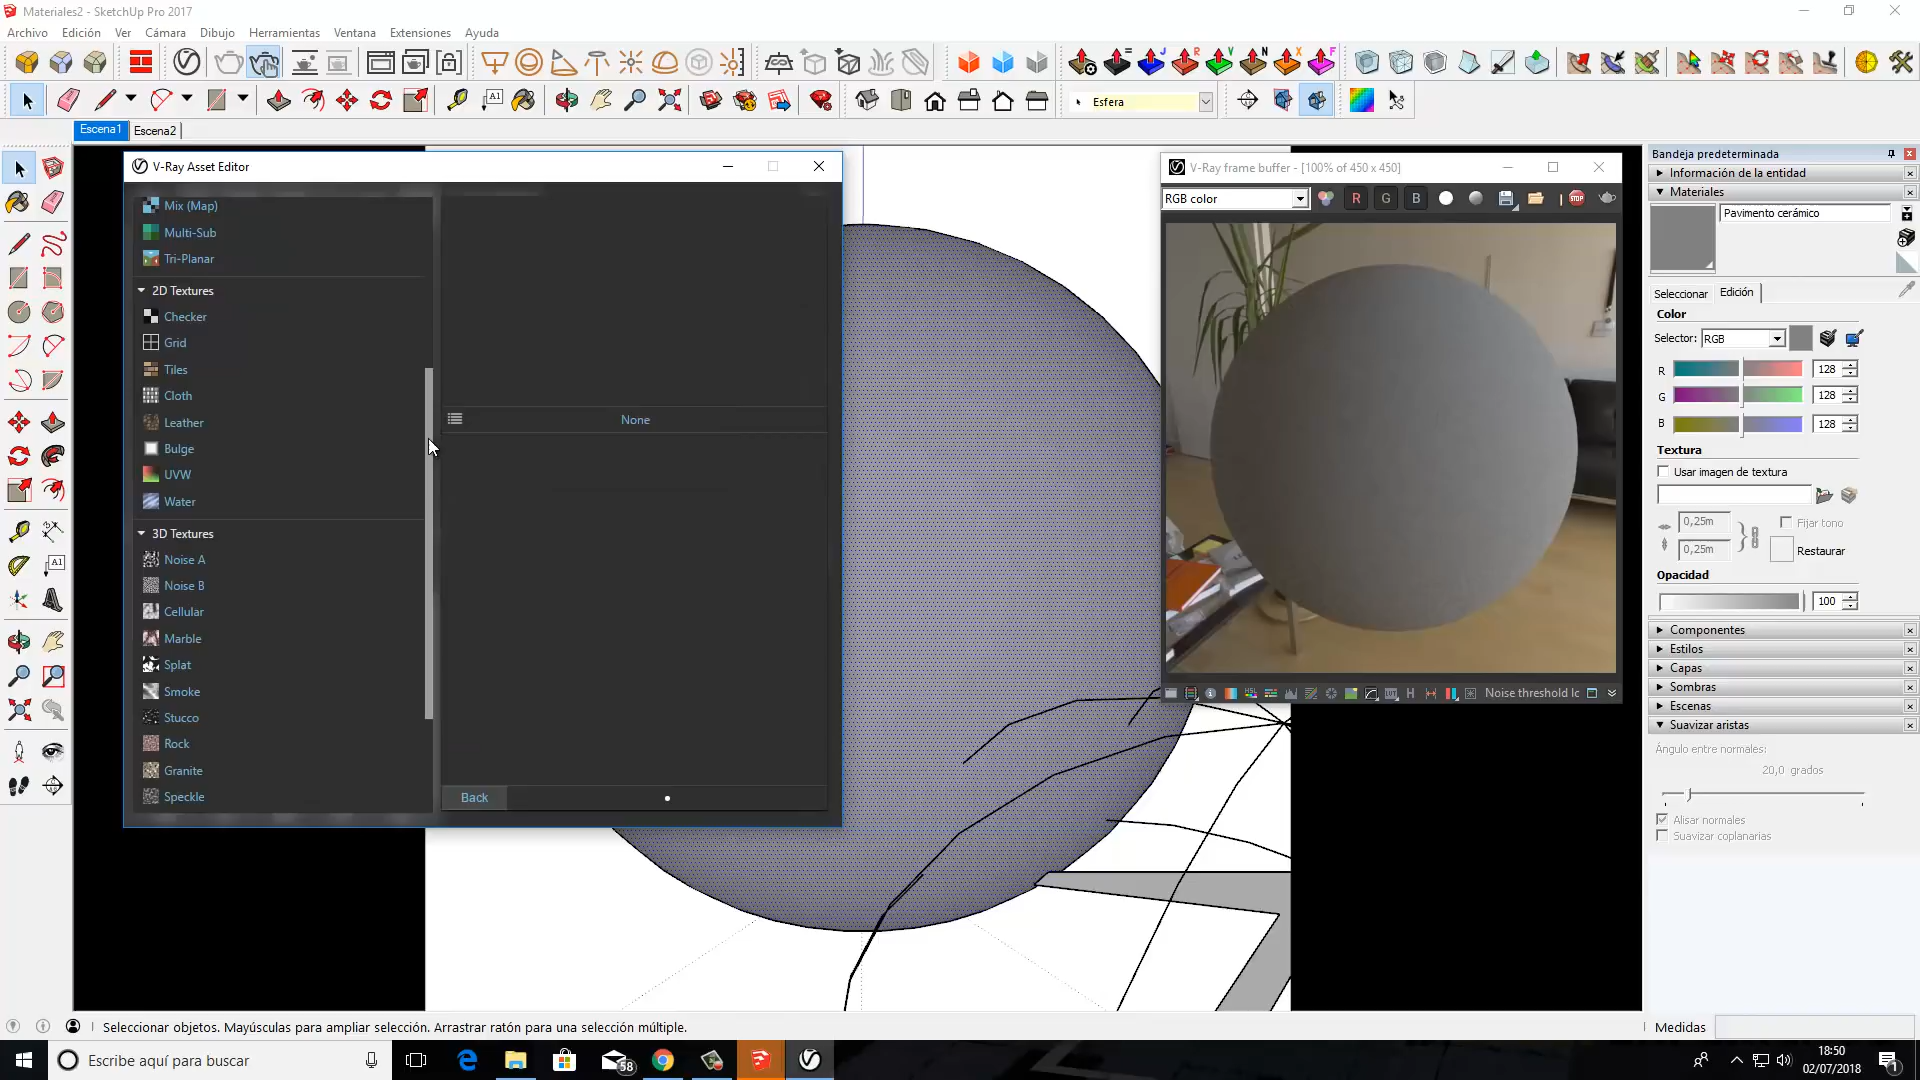 Materiales2 - SketchUp Pro 2017
Archivo Edición Ver Cámara Dibujo Herramientas Ventana Extensiones Ayuda
Esfera
Escena1 Escena2
V-Ray Asset Editor
Mix (Map)
Multi-Sub
Tri-Planar
2D Textures
Checker
Grid
Tiles
Cloth
Leather
Bulge
UVW
Water
3D Textures
Noise A
Noise B
Cellular
Marble
Splat
Smoke
Stucco
Rock
Granite
Speckle
None
Back
V-Ray frame buffer - [100% of 450 x 450]
RGB color
R G B
STOP
Noise threshold lc
Bandeja predeterminada
Información de la entidad
Materiales
Pavimento cerámico
Seleccionar Edición
Color
Selector: RGB
R 128
G 128
B 128
Textura
Usar imagen de textura
0,25m
Fijar tono
0,25m
Restaurar
Opacidad
100
Componentes
Estilos
Capas
Sombras
Escenas
Suavizar aristas
Ángulo entre normales:
20,0 grados
Alisar normales
Suavizar coplanarias
Seleccionar objetos. Mayúsculas para ampliar selección. Arrastrar ratón para una selección múltiple.
Medidas
Escribe aquí para buscar
58
18:50
02/07/2018
1